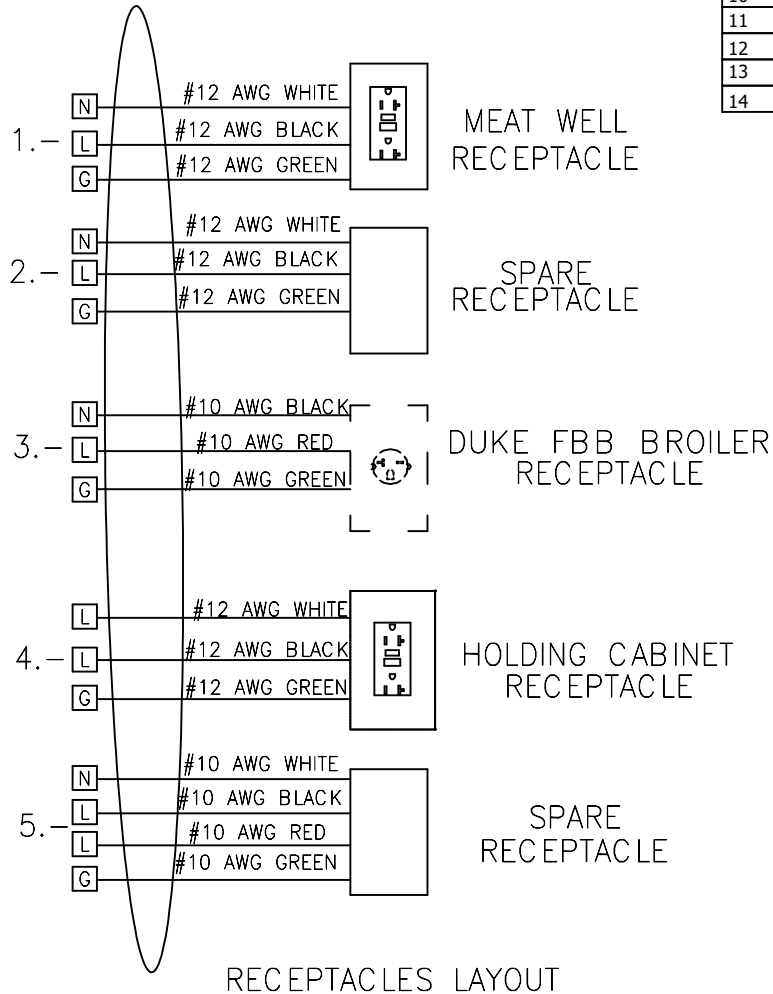 11
12
13
14
#12 AWG WHITE
N
1.- L #12 AWG BLACK
G #12 AWG GREEN
MEAT WELL
RECEPTACLE
#12 AWG WHITE
N
2.- L #12 AWG BLACK
G #12 AWG GREEN
SPARE
RECEPTACLE
N #10 AWG BLACK
3.- L #10 AWG RED
G #10 AWG GREEN
DUKE FBB BROILER
RECEPTACLE
L #12 AWG WHITE
4.- L #12 AWG BLACK
G #12 AWG GREEN
HOLDING CABINET
RECEPTACLE
N #10 AWG WHITE
L #10 AWG BLACK
5.- L #10 AWG RED
G #10 AWG GREEN
SPARE
RECEPTACLE
RECEPTACLES LAYOUT